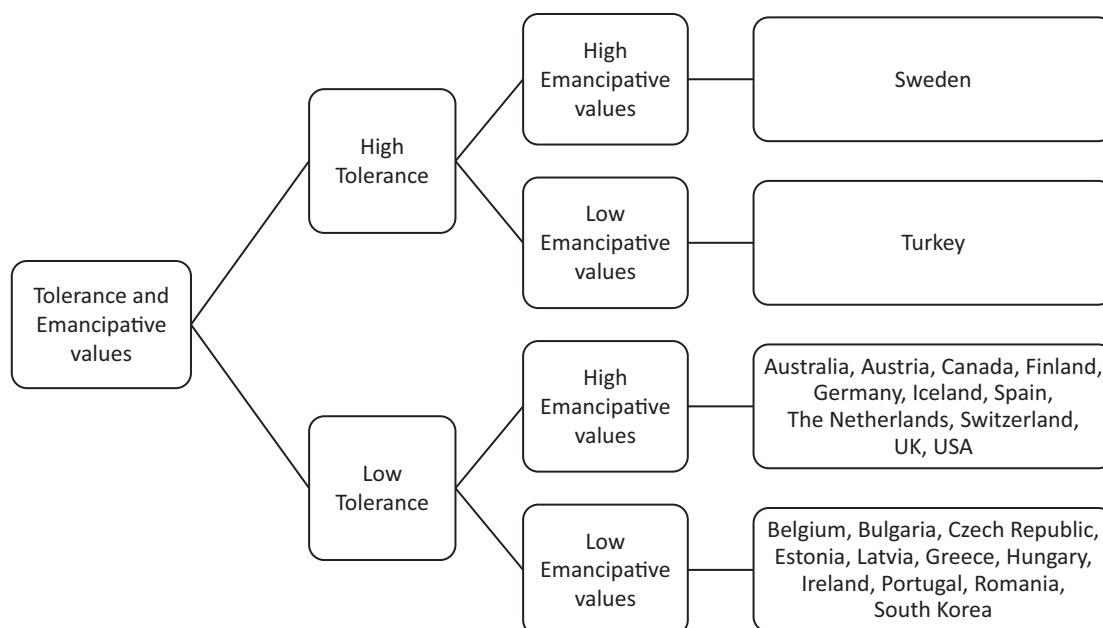 Tolerance and
Emancipative
values
High
Tolerance
High
Emancipative
values
Sweden
Low
Emancipative
values
Turkey
Low
Tolerance
High
Emancipative
values
Australia, Austria, Canada, Finland,
Germany, Iceland, Spain,
The Netherlands, Switzerland,
UK, USA
Low
Emancipative
values
Belgium, Bulgaria, Czech Republic,
Estonia, Latvia, Greece, Hungary,
Ireland, Portugal, Romania,
South Korea